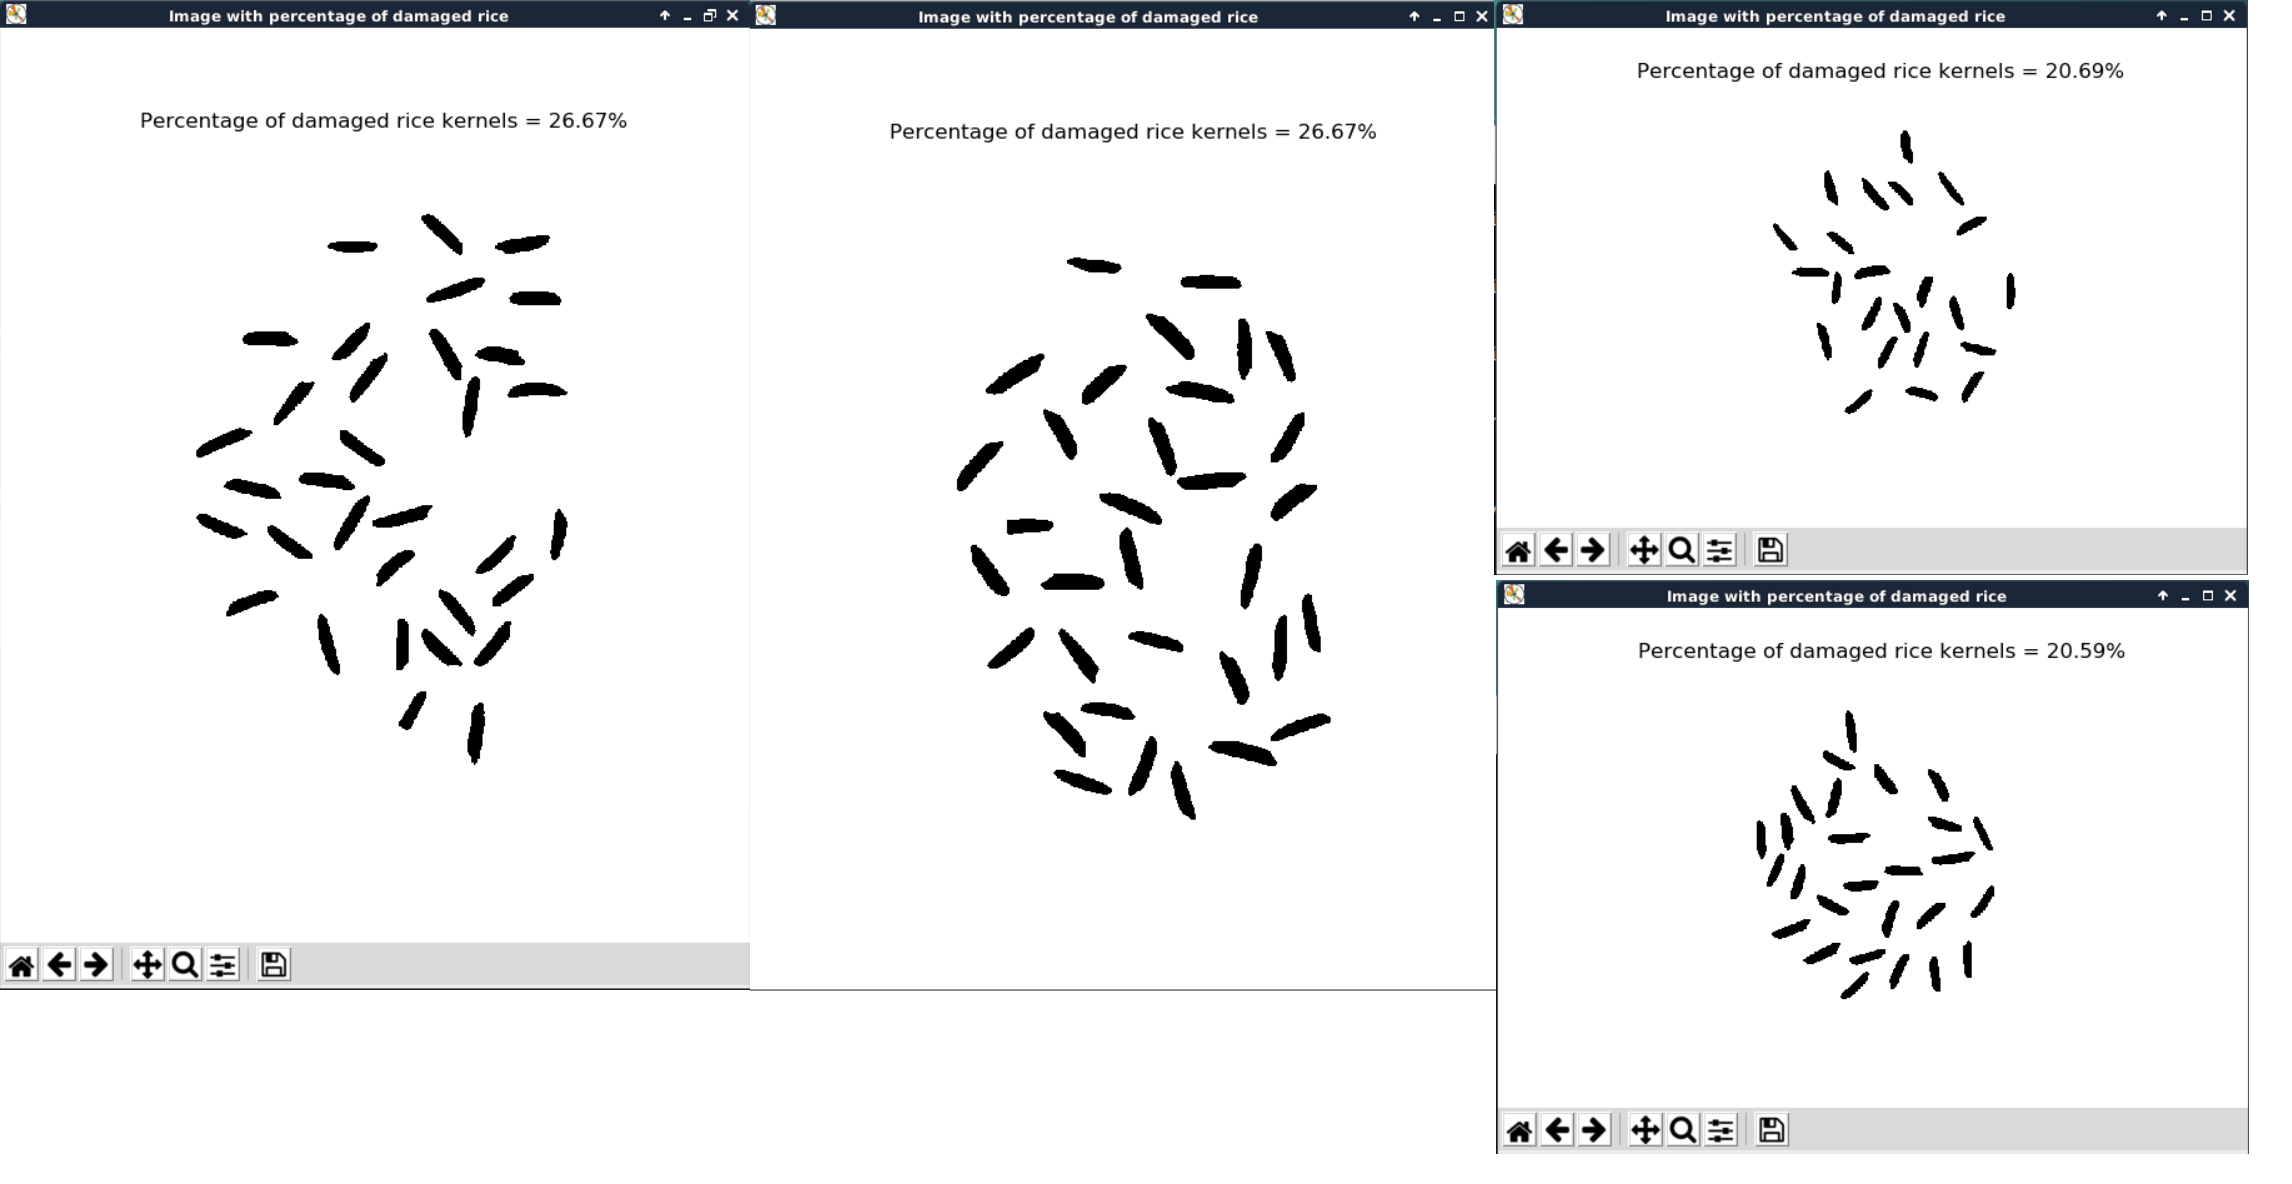 Image with percentage of damaged rice
Percentage of damaged rice kernels = 26.67%
Image with percentage of damaged rice
Percentage of damaged rice kernels = 26.67%
Image with percentage of damaged rice
Percentage of damaged rice kernels = 20.69%
Image with percentage of damaged rice
Percentage of damaged rice kernels = 20.59%